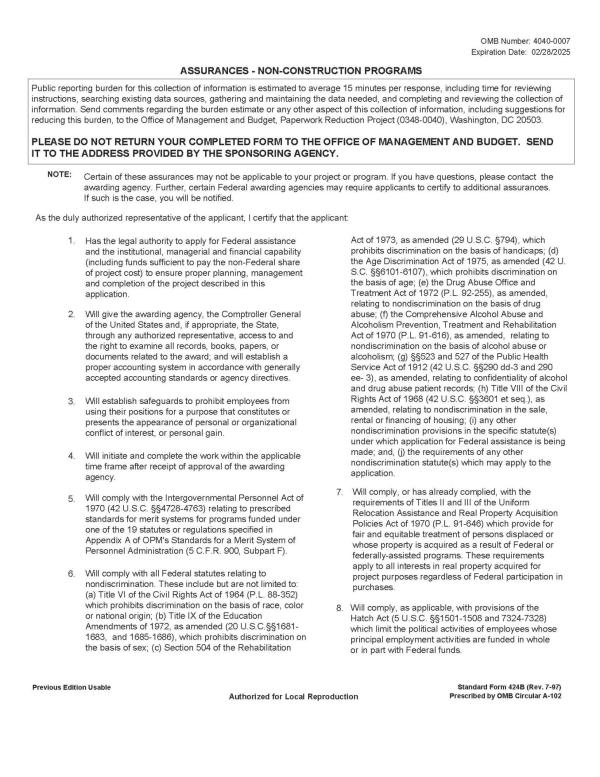 OMB Number: 4040-0007
Expiration Date: 02/28/2025
ASSURANCES - NON-CONSTRUCTION PROGRAMS
Public reporting burden for this collection of information is estimated to average 15 minutes per response, including time for reviewing
instructions, searching existing data sources, gathering and maintaining the data needed, and completing and reviewing the collection of
information. Send comments regarding the burden estimate or any other aspect of this collection of information, including suggestions for
reducing this burden, to the Office of Management and Budget, Paperwork Reduction Project (0348-0040), Washington, DC 20503.
PLEASE DO NOT RETURN YOUR COMPLETED FORM TO THE OFFICE OF MANAGEMENT AND BUDGET. SEND
IT TO THE ADDRESS PROVIDED BY THE SPONSORING AGENCY.
NOTE: Certain of these assurances may not be applicable to your project or program. If you have questions, please contact the
awarding agency. Further, certain Federal awarding agencies may require applicants to certify to additional assurances.
If such is the case, you will be notified.
As the duly authorized representative of the applicant, I certify that the applicant:
1. Has the legal authority to apply for Federal assistance
and the institutional, managerial and financial capability
(including funds sufficient to pay the non-Federal share
of project cost) to ensure proper planning, management
and completion of the project described in this
application.
2. Will give the awarding agency, the Comptroller General
of the United States and, if appropriate, the State,
through any authorized representative, access to and
the right to examine all records, books, papers, or
documents related to the award; and will establish a
proper accounting system in accordance with generally
accepted accounting standards or agency directives.
3. Will establish safeguards to prohibit employees from
using their positions for a purpose that constitutes or
presents the appearance of personal or organizational
conflict of interest, or personal gain.
4. Will initiate and complete the work within the applicable
time frame after receipt of approval of the awarding
agency.
5. Will comply with the Intergovernmental Personnel Act of
1970 (42 U.S.C. §§4728-4763) relating to prescribed
standards for merit systems for programs funded under
one of the 19 statutes or regulations specified in
Appendix A of OPM's Standards for a Merit System of
Personnel Administration (5 C.F.R. 900, Subpart F).
6. Will comply with all Federal statutes relating to
nondiscrimination. These include but are not limited to:
(a) Title VI of the Civil Rights Act of 1964 (P.L. 88-352)
which prohibits discrimination on the basis of race, color
or national origin; (b) Title IX of the Education
Amendments of 1972, as amended (20 U.S.C.§§1681-
1683, and 1685-1686), which prohibits discrimination on
the basis of sex; (c) Section 504 of the Rehabilitation
Act of 1973, as amended (29 U.S.C. §794), which
prohibits discrimination on the basis of handicaps; (d)
the Age Discrimination Act of 1975, as amended (42 U.
S.C. §§6101-6107), which prohibits discrimination on
the basis of age; (e) the Drug Abuse Office and
Treatment Act of 1972 (P.L. 92-255), as amended,
relating to nondiscrimination on the basis of drug
abuse; (f) the Comprehensive Alcohol Abuse and
Alcoholism Prevention, Treatment and Rehabilitation
Act of 1970 (P.L. 91-616), as amended, relating to
nondiscrimination on the basis of alcohol abuse or
alcoholism; (g) §§523 and 527 of the Public Health
Service Act of 1912 (42 U.S.C. §§290 dd-3 and 290
ee- 3), as amended, relating to confidentiality of alcohol
and drug abuse patient records; (h) Title VIII of the Civil
Rights Act of 1968 (42 U.S.C. §§3601 et seq.), as
amended, relating to nondiscrimination in the sale,
rental or financing of housing; (i) any other
nondiscrimination provisions in the specific statute(s)
under which application for Federal assistance is being
made; and, (j) the requirements of any other
nondiscrimination statute(s) which may apply to the
application.
7. Will comply, or has already complied, with the
requirements of Titles II and III of the Uniform
Relocation Assistance and Real Property Acquisition
Policies Act of 1970 (P.L. 91-646) which provide for
fair and equitable treatment of persons displaced or
whose property is acquired as a result of Federal or
federally-assisted programs. These requirements
apply to all interests in real property acquired for
project purposes regardless of Federal participation in
purchases.
8. Will comply, as applicable, with provisions of the
Hatch Act (5 U.S.C. §§1501-1508 and 7324-7328)
which limit the political activities of employees whose
principal employment activities are funded in whole
or in part with Federal funds.
Previous Edition Usable
Authorized for Local Reproduction
Standard Form 424B (Rev. 7-97)
Prescribed by OMB Circular A-102